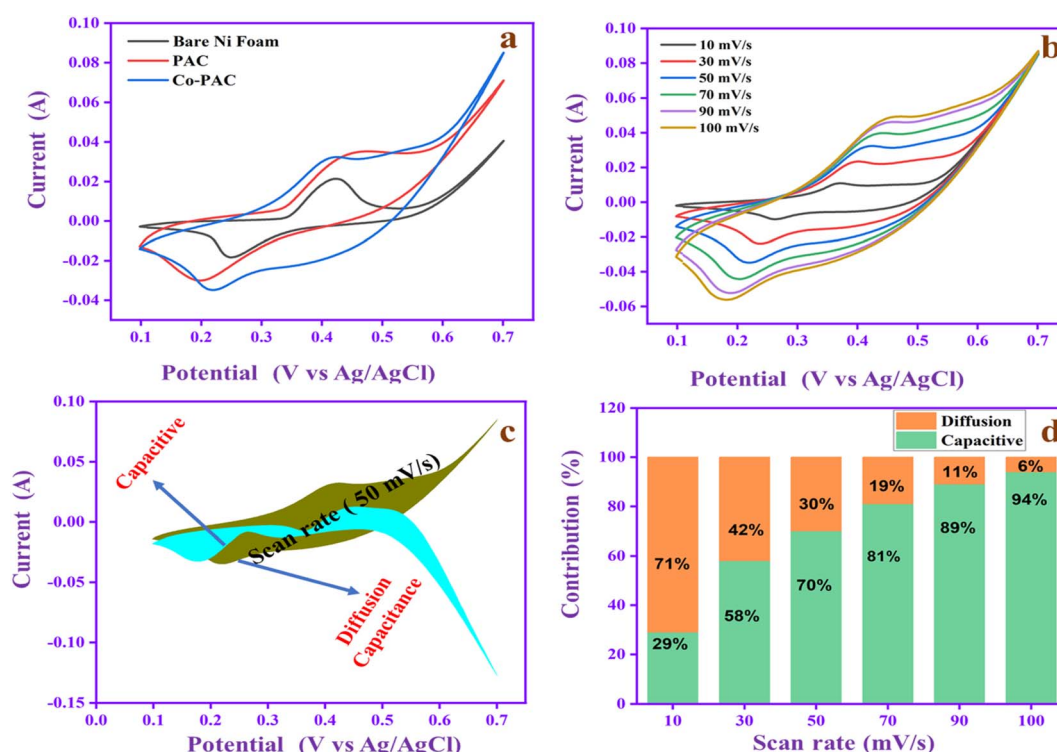 a
Bare Ni Foam
PAC
Co-PAC
0.10
0.08
0.06
0.04
0.02
0.00
-0.02
-0.04
Current (A)
0.1 0.2 0.3 0.4 0.5 0.6 0.7
Potential (V vs Ag/AgCl)
b
10 mV/s
30 mV/s
50 mV/s
70 mV/s
90 mV/s
100 mV/s
0.10
0.08
0.06
0.04
0.02
0.00
-0.02
-0.04
-0.06
Current (A)
0.1 0.2 0.3 0.4 0.5 0.6 0.7
Potential (V vs Ag/AgCl)
c
Capacitive
Scan rate ( 50 mV/s)
Diffusion
Capacitance
0.10
0.05
0.00
-0.05
-0.10
-0.15
Current (A)
0.0 0.1 0.2 0.3 0.4 0.5 0.6 0.7
Potential (V vs Ag/AgCl)
d
Diffusion
Capacitive
120
100
80
60
40
20
0
Contribution (%)
71% 42% 30% 19% 11% 6%
29% 58% 70% 81% 89% 94%
10 30 50 70 90 100
Scan rate (mV/s)